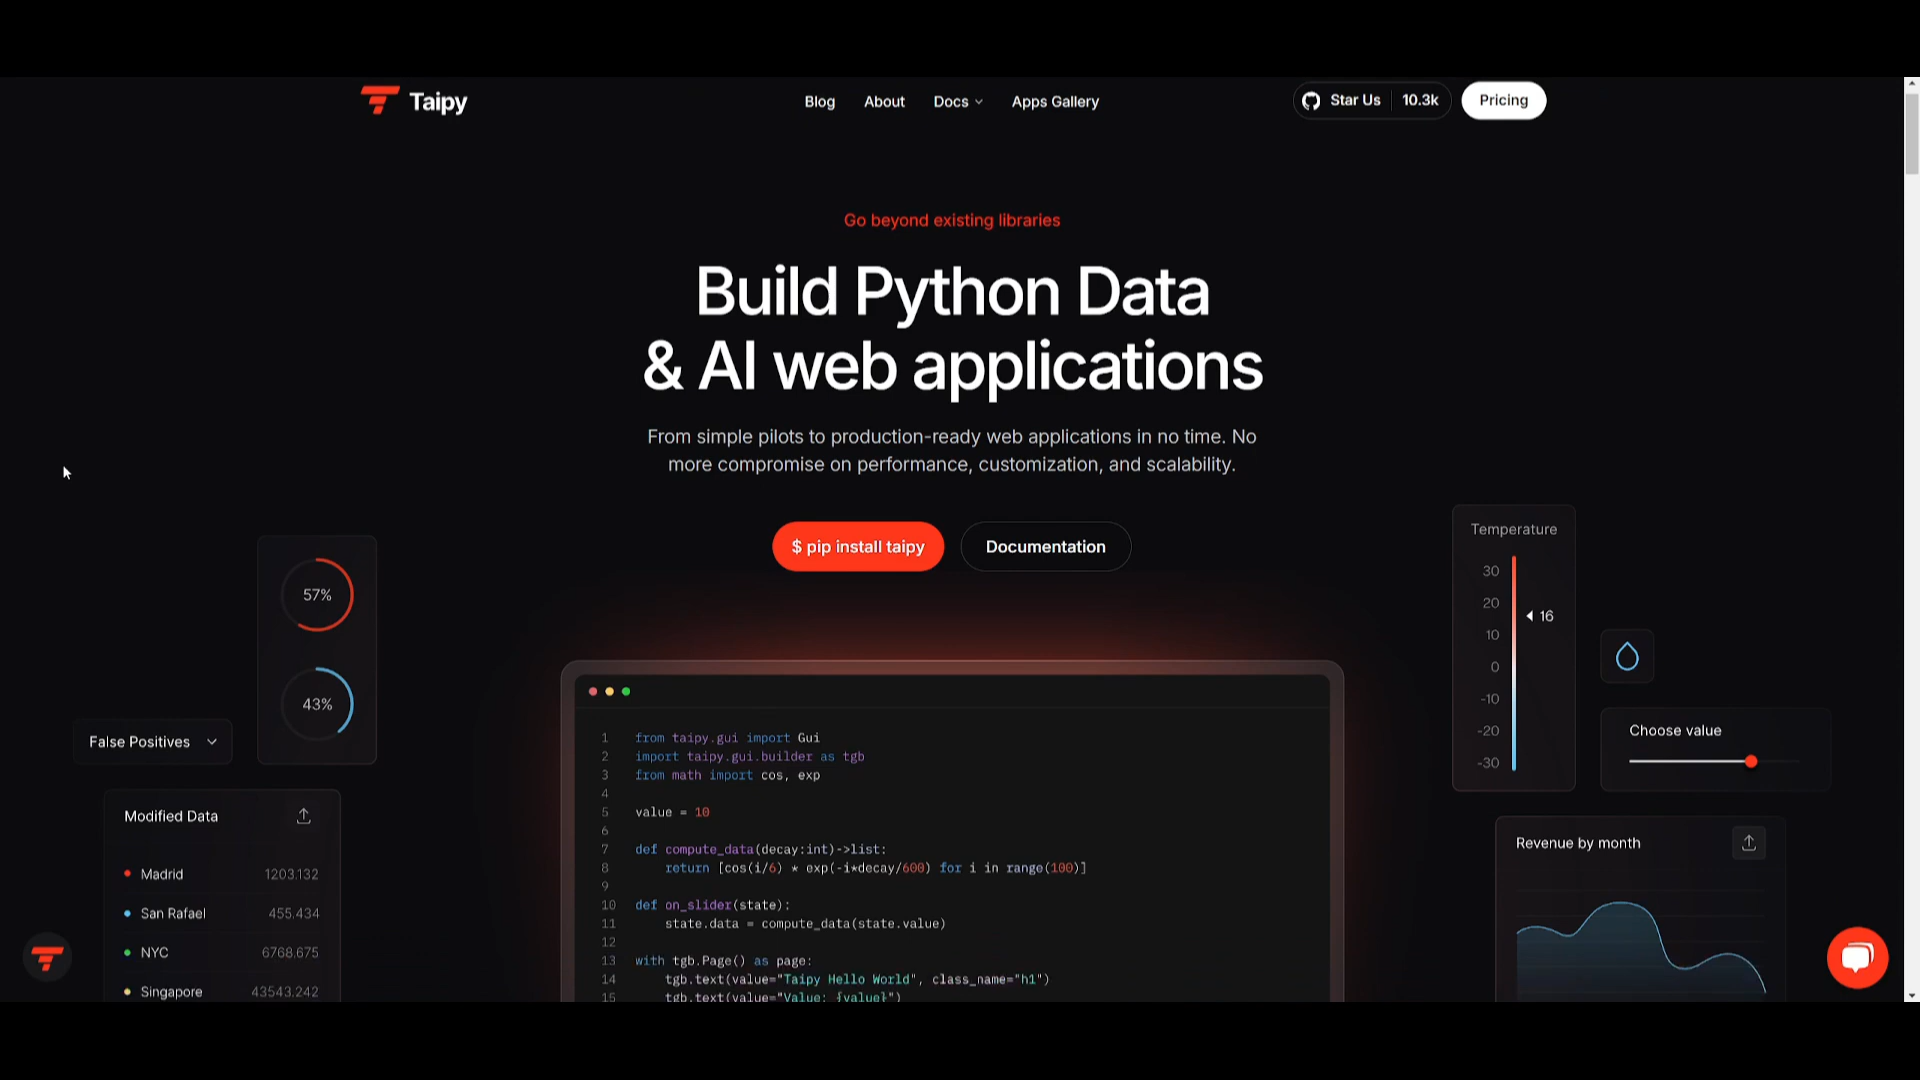 Taipy
Blog
About
Docs
Apps Gallery
Star Us
10.3k
Pricing
Go beyond existing libraries
Build Python Data
& AI web applications
From simple pilots to production-ready web applications in no time. No
more compromise on performance, customization, and scalability.
$ pip install taipy
Documentation
57%
43%
False Positives
Modified Data
Madrid 1203.132
San Rafael 455.434
NYC 6768.675
Singapore 43543.242
1 from taipy.gui import Gui
2 import taipy.gui.builder as tgb
3 from math import cos, exp
4
5 value = 10
6
7 def compute_data(decay:int)->list:
8 return [cos(i/6) * exp(-i*decay/600) for i in range(100)]
9
10 def on_slider(state):
11 state.data = compute_data(state.value)
12
13 with tgb.Page() as page:
14 tgb.text(value="Taipy Hello World", class_name="h1")
15 tgb.text(value="Value: {value}")
Temperature
30
20
16
10
0
-10
-20
-30
Choose value
Revenue by month